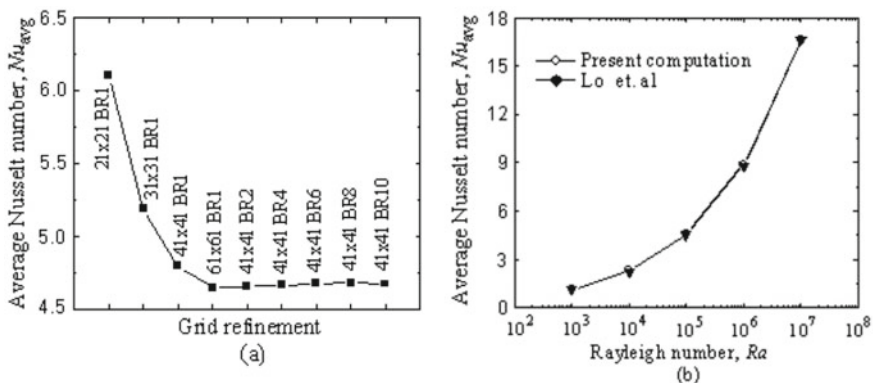 6.5
6.0
5.5
5.0
4.5
Average Nusselt number, Nu_avg
21x21 BR1
31x31 BR1
41x41 BR1
61x61 BR1
41x41 BR2
41x41 BR4
41x41 BR6
41x41 BR8
41x41 BR10
Grid refinement
(a)
18
15
12
9
6
3
0
Average Nusselt number, Nu_avg
Present computation
Lo et.al
10^2 10^3 10^4 10^5 10^6 10^7 10^8
Rayleigh number, Ra
(b)